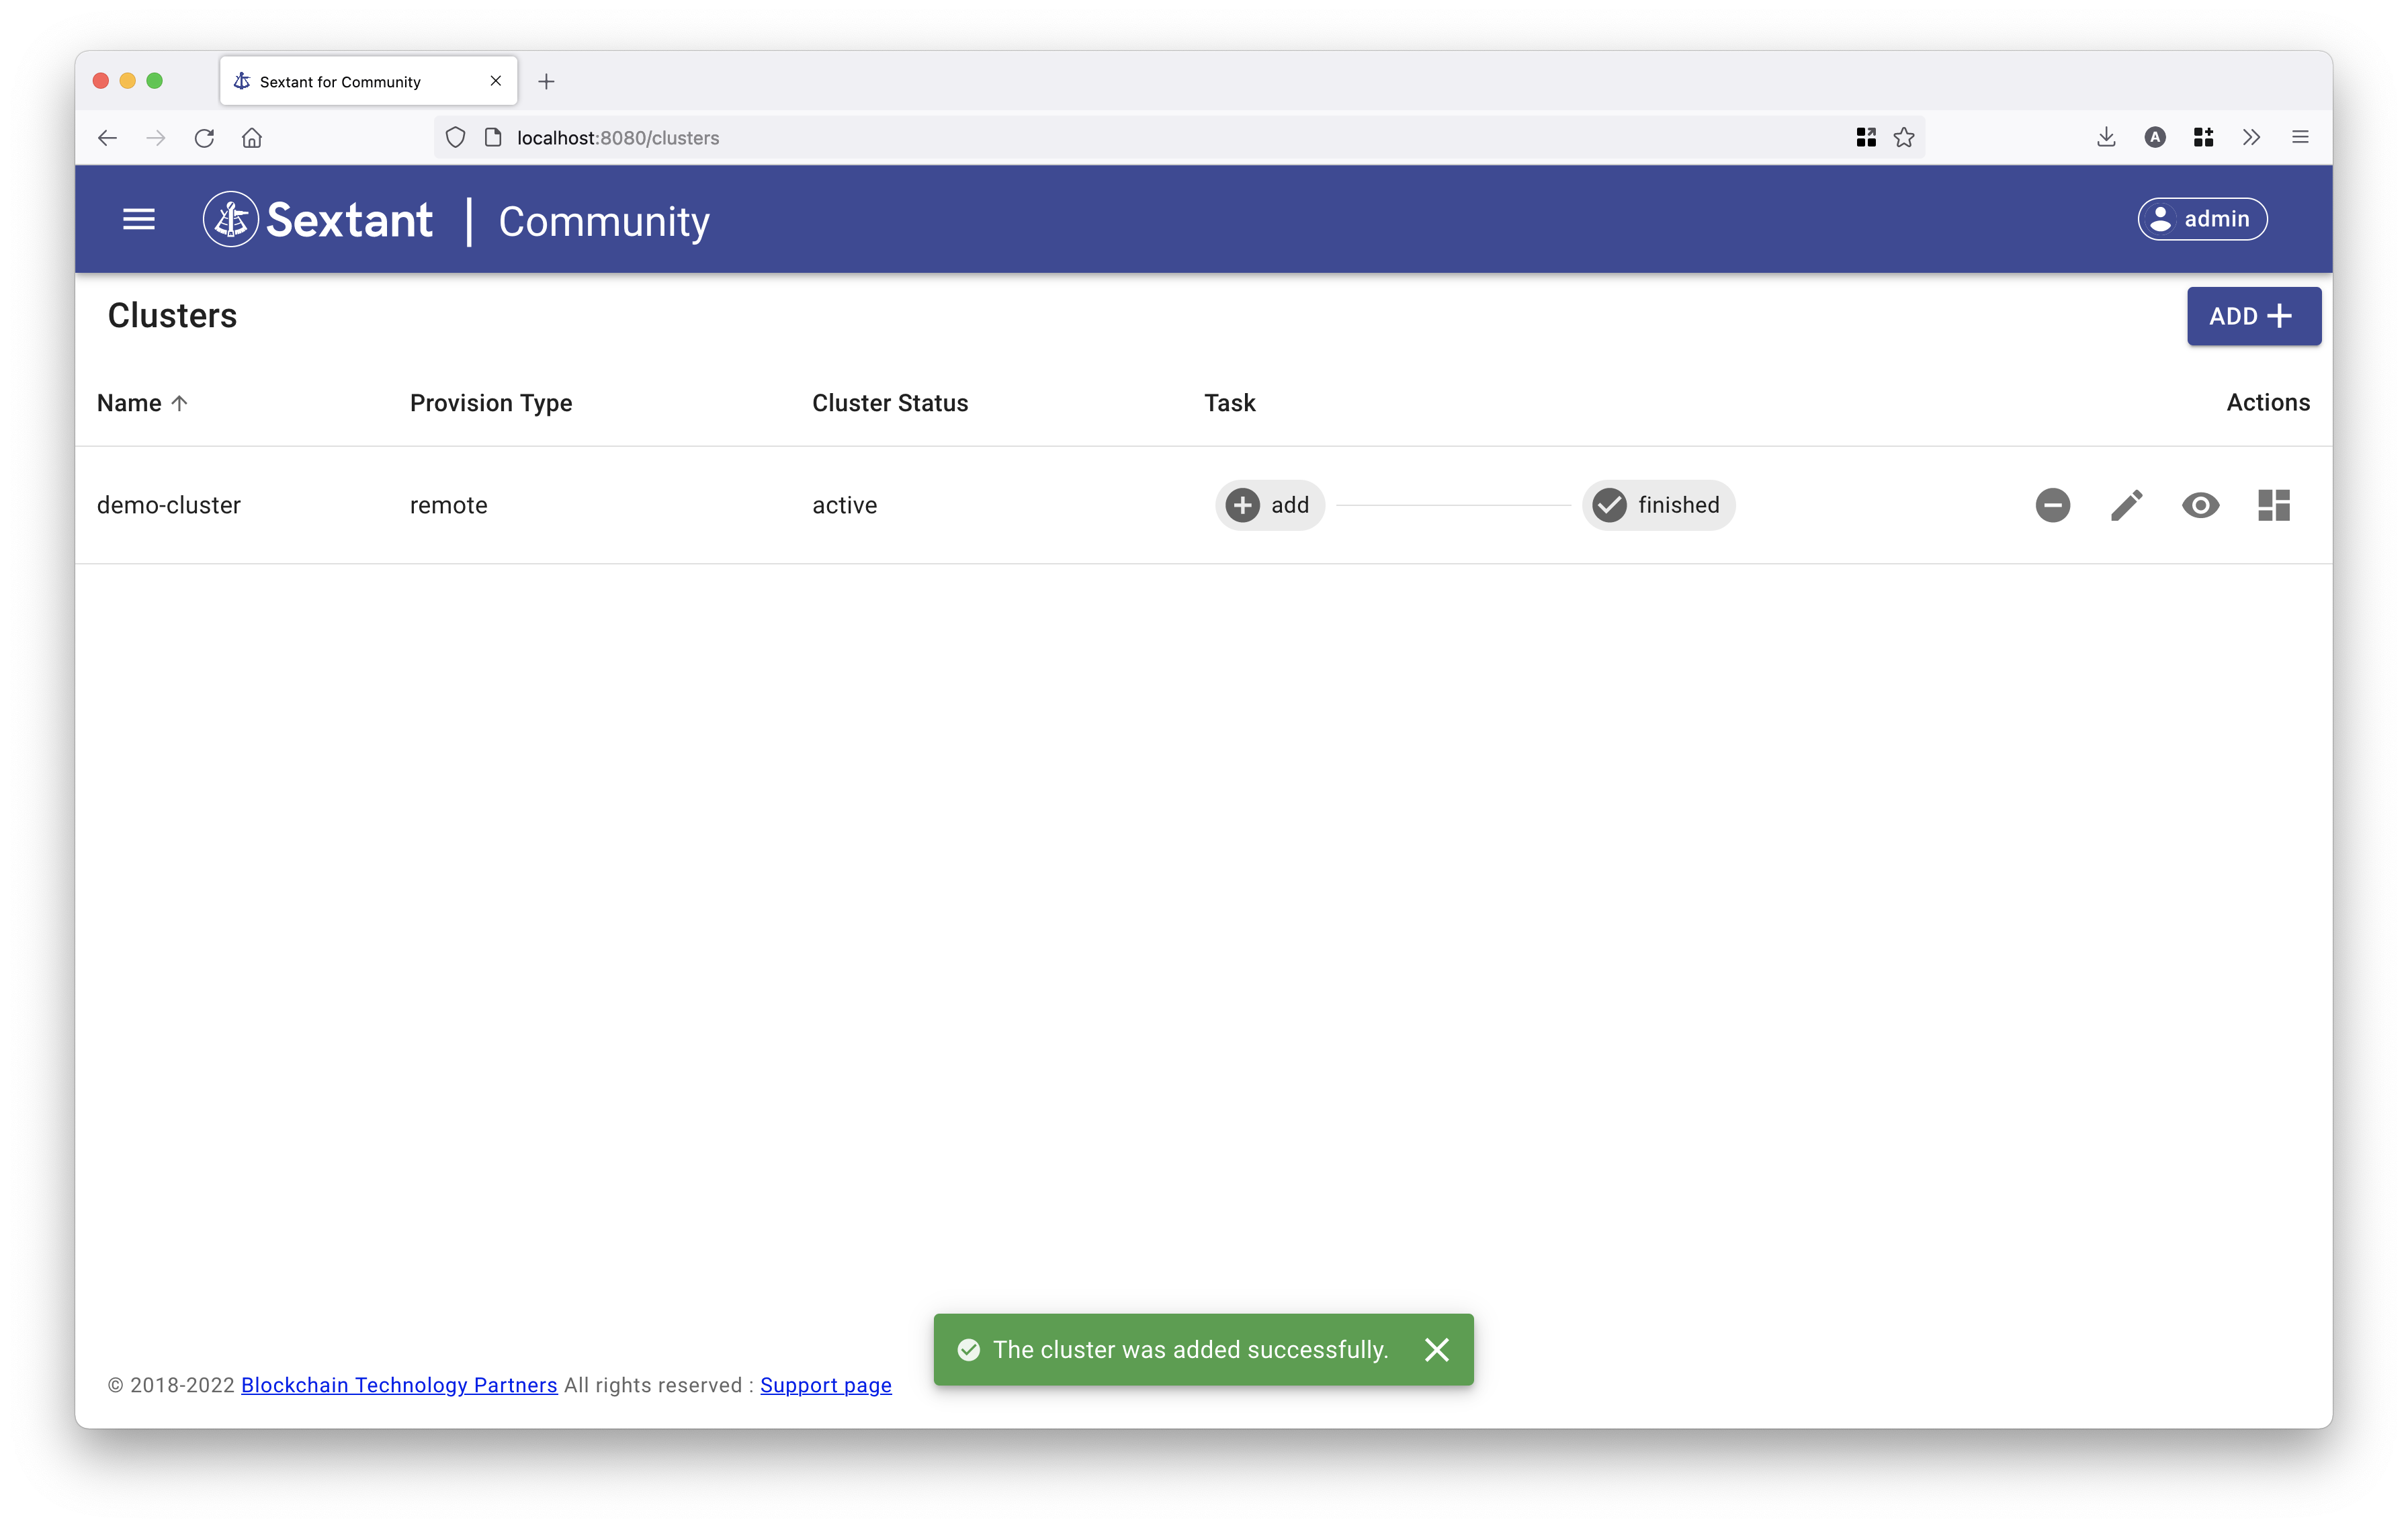 Sextant for Community
localhost:8080/clusters
A
Sextant | Community
admin
Clusters
ADD
Name Provision Type Cluster Status Task Actions
demo-cluster remote active add finished
The cluster was added successfully.
© 2018-2022 Blockchain Technology Partners All rights reserved : Support page